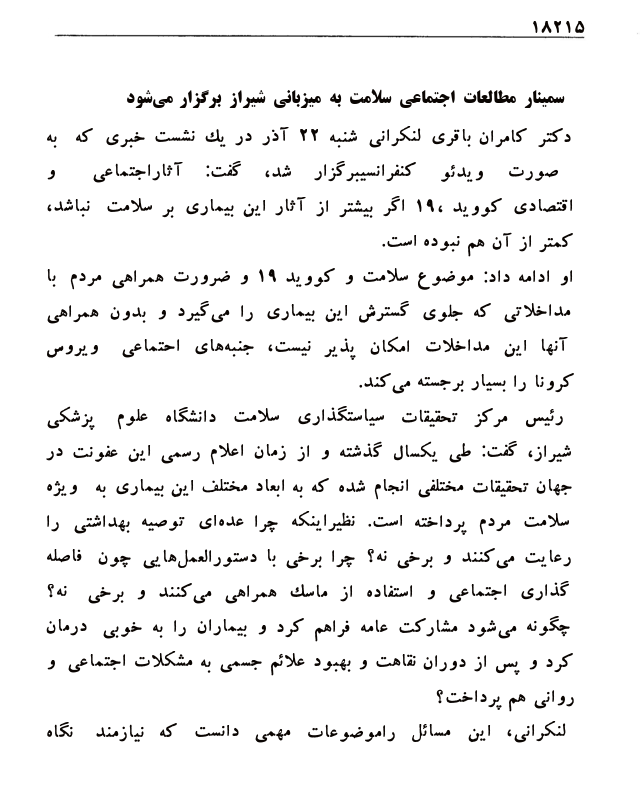 ۱۸۲۱۵
سمینار مطالعات اجتماعی سلامت به میزبانی شیراز برگزار می‌شود
دکتر کامران باقری لنکرانی شنبه ۲۲ آذر در یك نشست خبری که به
صورت ویدئو کنفرانسیبرگزار شد، گفت: آثاراجتماعی و
اقتصادی کووید ،۱۹ اگر بیشتر از آثار این بیماری بر سلامت نباشد،
کمتر از آن هم نبوده است.
او ادامه داد: موضوع سلامت و کووید ۱۹ و ضرورت همراهی مردم با
مداخلاتی که جلوی گسترش این بیماری را می‌گیرد و بدون همراهی
آنها این مداخلات امکان پذیر نیست، جنبه‌های احتماعی ویروس
کرونا را بسیار برجسته می‌کند.
رئیس مرکز تحقیقات سیاستگذاری سلامت دانشگاه علوم پزشکی
شیراز، گفت: طی یکسال گذشته و از زمان اعلام رسمی این عفونت در
جهان تحقیقات مختلفی انجام شده که به ابعاد مختلف این بیماری به ویژه
سلامت مردم پرداخته است. نظیراینکه چرا عده‌ای توصیه بهداشتی را
رعایت می‌کنند و برخی نه؟ چرا برخی با دستورالعمل‌هایی چون فاصله
گذاری اجتماعی و استفاده از ماسك همراهی می‌کنند و برخی نه؟
چگونه می‌شود مشارکت عامه فراهم کرد و بیماران را به خوبی درمان
کرد و پس از دوران نقاهت و بهبود علائم جسمی به مشکلات اجتماعی و
روانی هم پرداخت؟
لنکرانی، این مسائل راموضوعات مهمی دانست که نیازمند نگاه